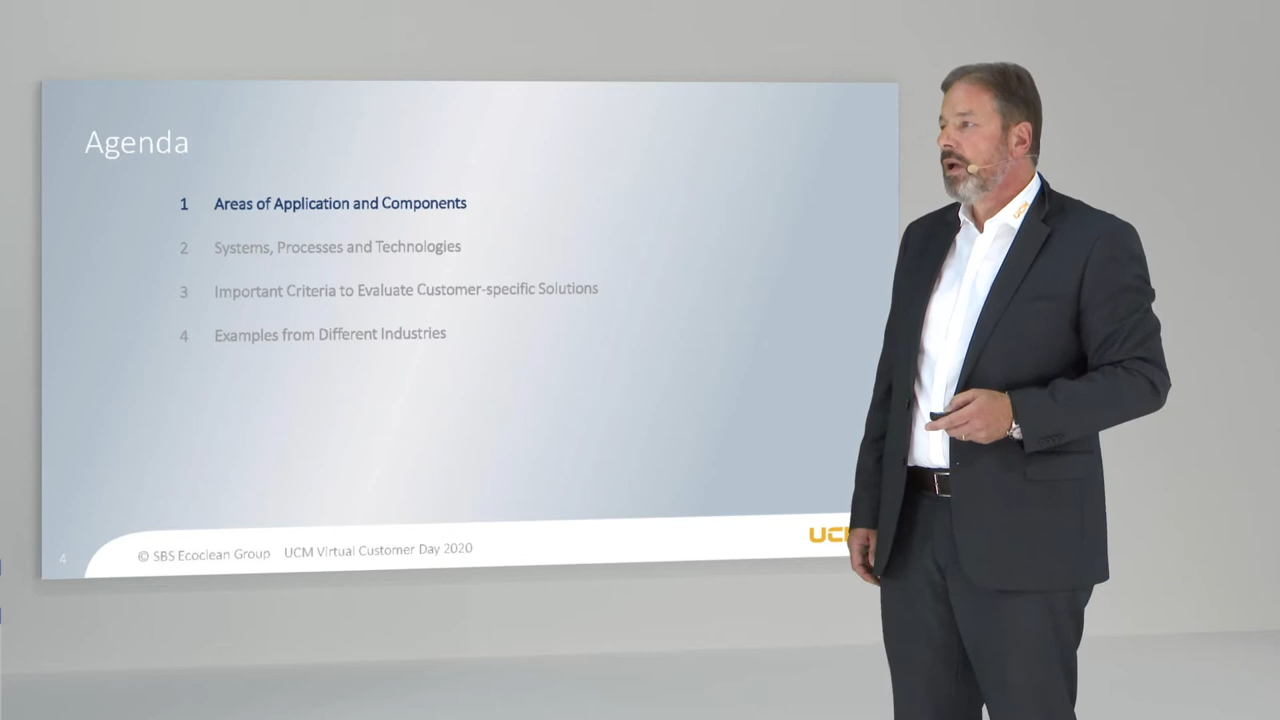 Agenda
1 Areas of Application and Components
2 Systems, Processes and Technologies
3 Important Criteria to Evaluate Customer-specific Solutions
4 Examples from Different Industries
4 © SBS Ecoclean Group UCM Virtual Customer Day 2020
UCM